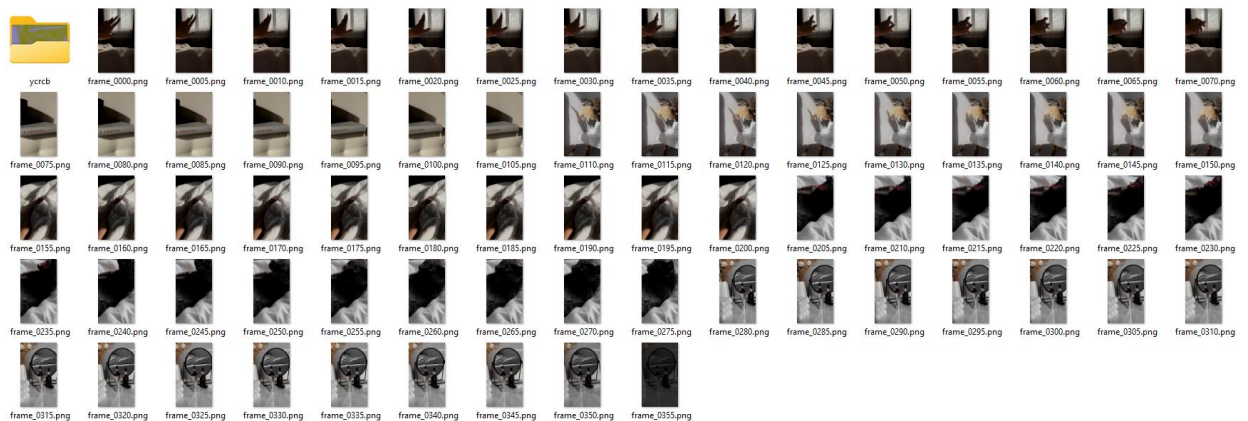 ycrcb frame_0000.png frame_0005.png frame_0010.png frame_0015.png frame_0020.png frame_0025.png frame_0030.png frame_0035.png frame_0040.png frame_0045.png frame_0050.png frame_0055.png frame_0060.png frame_0065.png frame_0070.png
frame_0075.png frame_0080.png frame_0085.png frame_0090.png frame_0095.png frame_0100.png frame_0105.png frame_0110.png frame_0115.png frame_0120.png frame_0125.png frame_0130.png frame_0135.png frame_0140.png frame_0145.png frame_0150.png
frame_0155.png frame_0160.png frame_0165.png frame_0170.png frame_0175.png frame_0180.png frame_0185.png frame_0190.png frame_0195.png frame_0200.png frame_0205.png frame_0210.png frame_0215.png frame_0220.png frame_0225.png frame_0230.png
frame_0235.png frame_0240.png frame_0245.png frame_0250.png frame_0255.png frame_0260.png frame_0265.png frame_0270.png frame_0275.png frame_0280.png frame_0285.png frame_0290.png frame_0295.png frame_0300.png frame_0305.png frame_0310.png
frame_0315.png frame_0320.png frame_0325.png frame_0330.png frame_0335.png frame_0340.png frame_0345.png frame_0350.png frame_0355.png